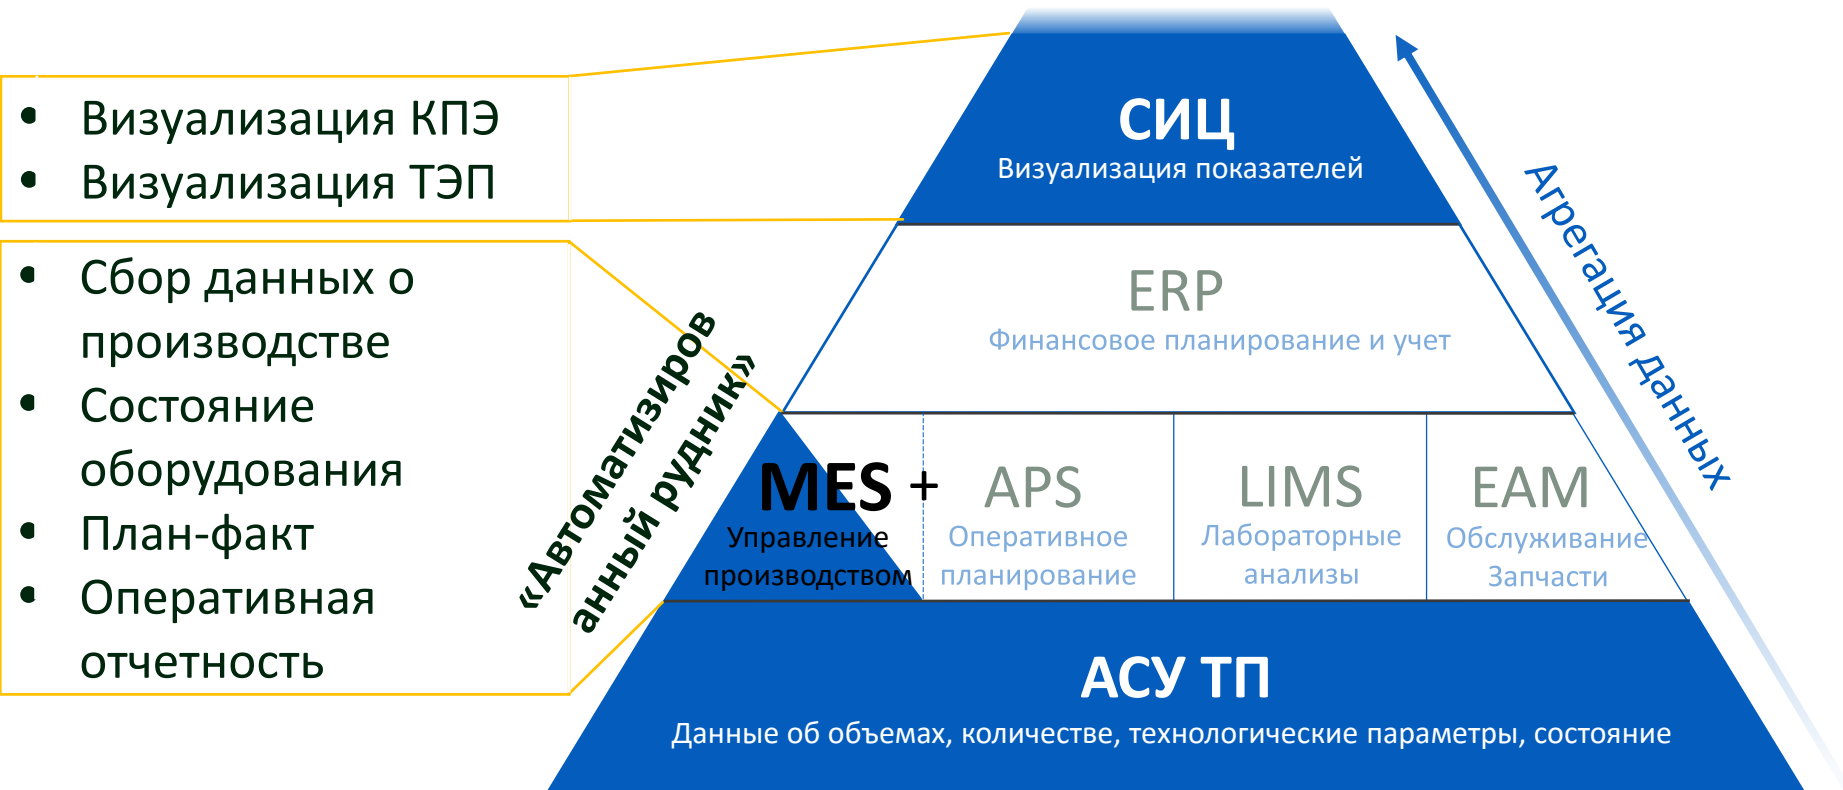 • Визуализация КПЭ
• Визуализация ТЭП
• Сбор данных о
производстве
• Состояние
оборудования
• План-факт
• Оперативная
отчетность
«Автоматизиров
анный рудник»
СИЦ
Визуализация показателей
ERP
Финансовое планирование и учет
MES +
Управление
производством
APS
Оперативное
планирование
LIMS
Лабораторные
анализы
EAM
Обслуживание
Запчасти
АСУ ТП
Данные об объемах, количестве, технологические параметры, состояние
Агрегация данных